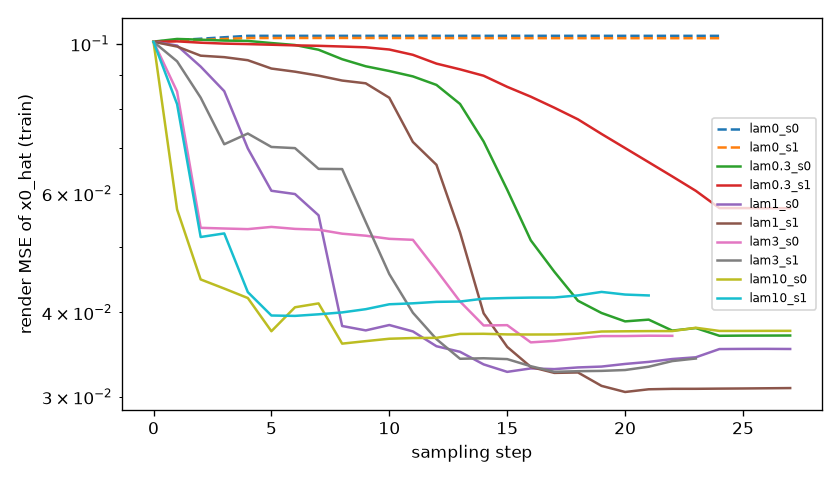 render MSE of x0_hat (train)
10⁻¹
6 × 10⁻²
4 × 10⁻²
3 × 10⁻²
0 5 10 15 20 25
sampling step
lam0_s0
lam0_s1
lam0.3_s0
lam0.3_s1
lam1_s0
lam1_s1
lam3_s0
lam3_s1
lam10_s0
lam10_s1